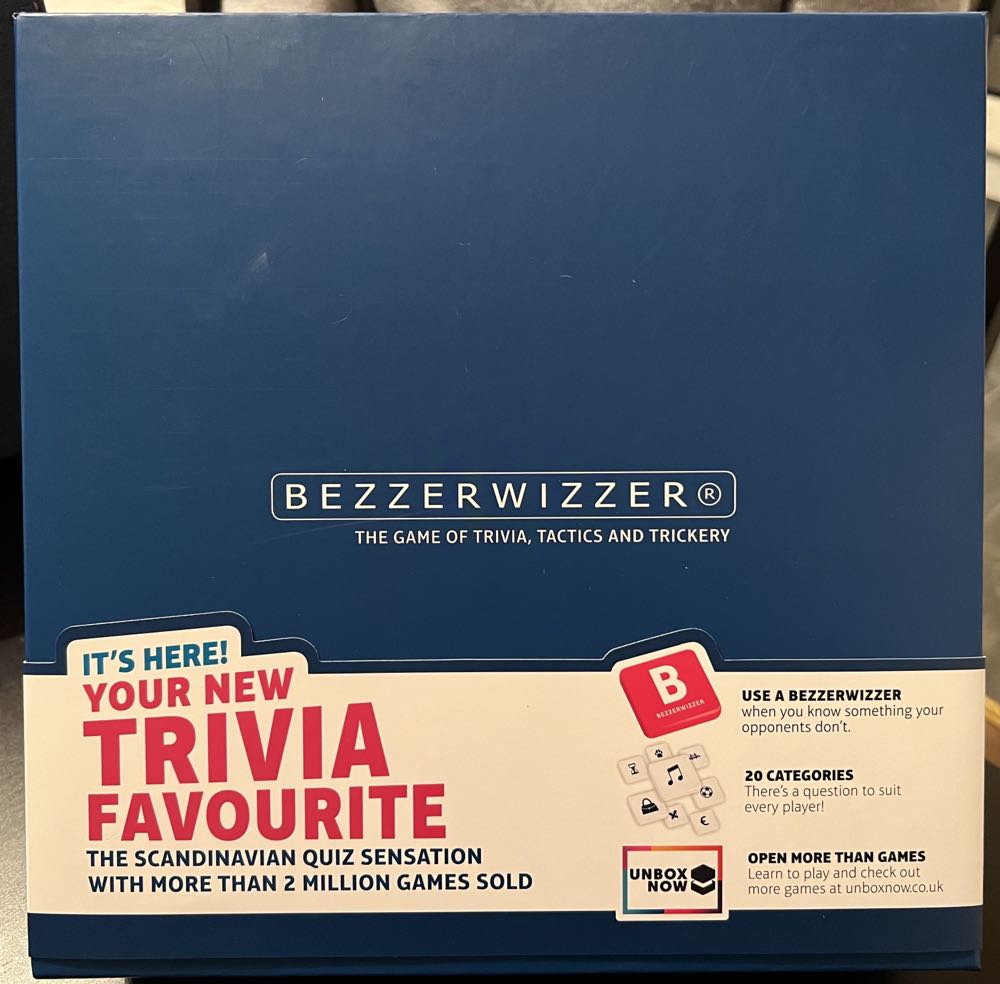 BEZZERWIZZER®
THE GAME OF TRIVIA, TACTICS AND TRICKERY
IT'S HERE!
YOUR NEW
TRIVIA
FAVOURITE
THE SCANDINAVIAN QUIZ SENSATION
WITH MORE THAN 2 MILLION GAMES SOLD
B
BEZZERWIZZER
USE A BEZZERWIZZER
when you know something your
opponents don't.
€
20 CATEGORIES
There's a question to suit
every player!
UNBOX
NOW
OPEN MORE THAN GAMES
Learn to play and check out
more games at unboxnow.co.uk